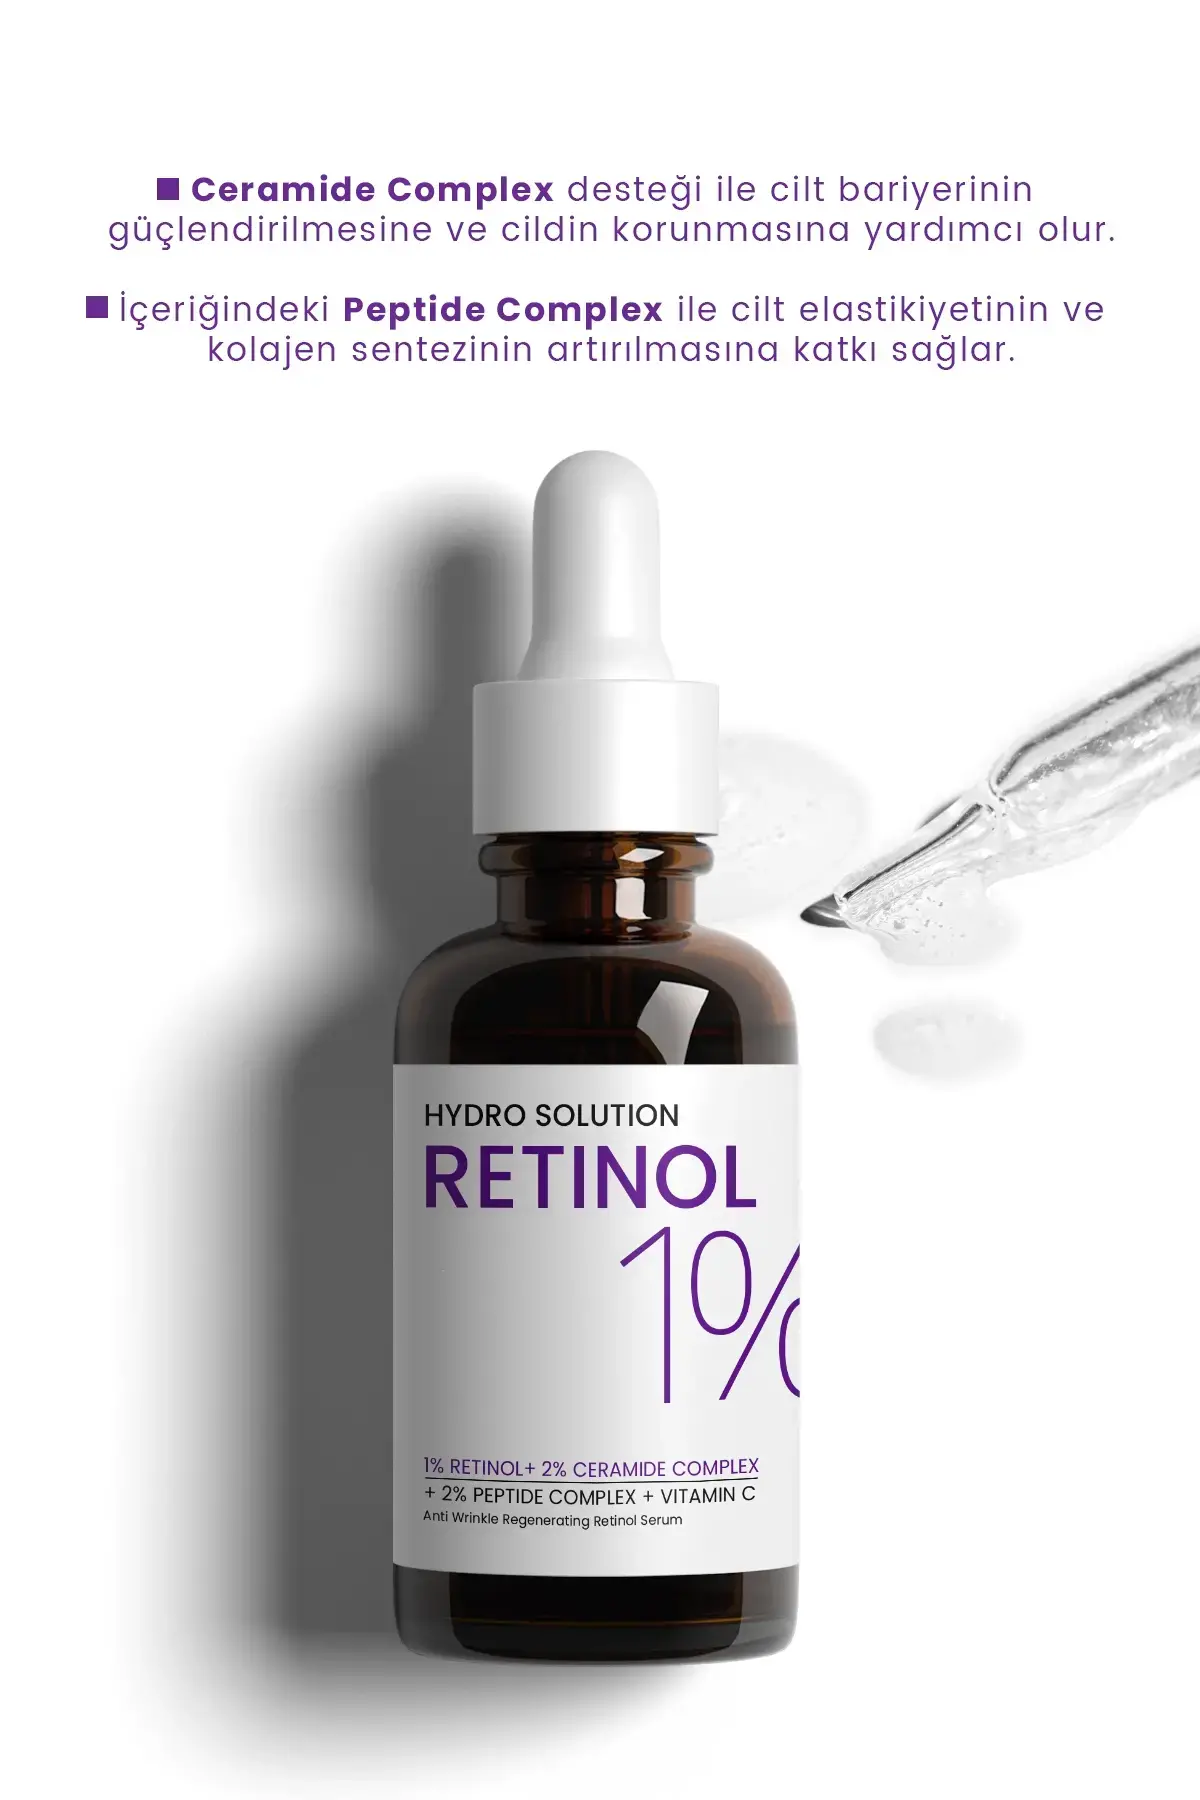 Ceramide Complex desteği ile cilt bariyerinin
güçlendirilmesine ve cildin korunmasına yardımcı olur.
İçeriğindeki Peptide Complex ile cilt elastikiyetinin ve
kolajen sentezinin artırılmasına katkı sağlar.
HYDRO SOLUTION
RETINOL
1%
1% RETINOL+ 2% CERAMIDE COMPLEX
+ 2% PEPTIDE COMPLEX + VITAMIN C
Anti Wrinkle Regenerating Retinol Serum